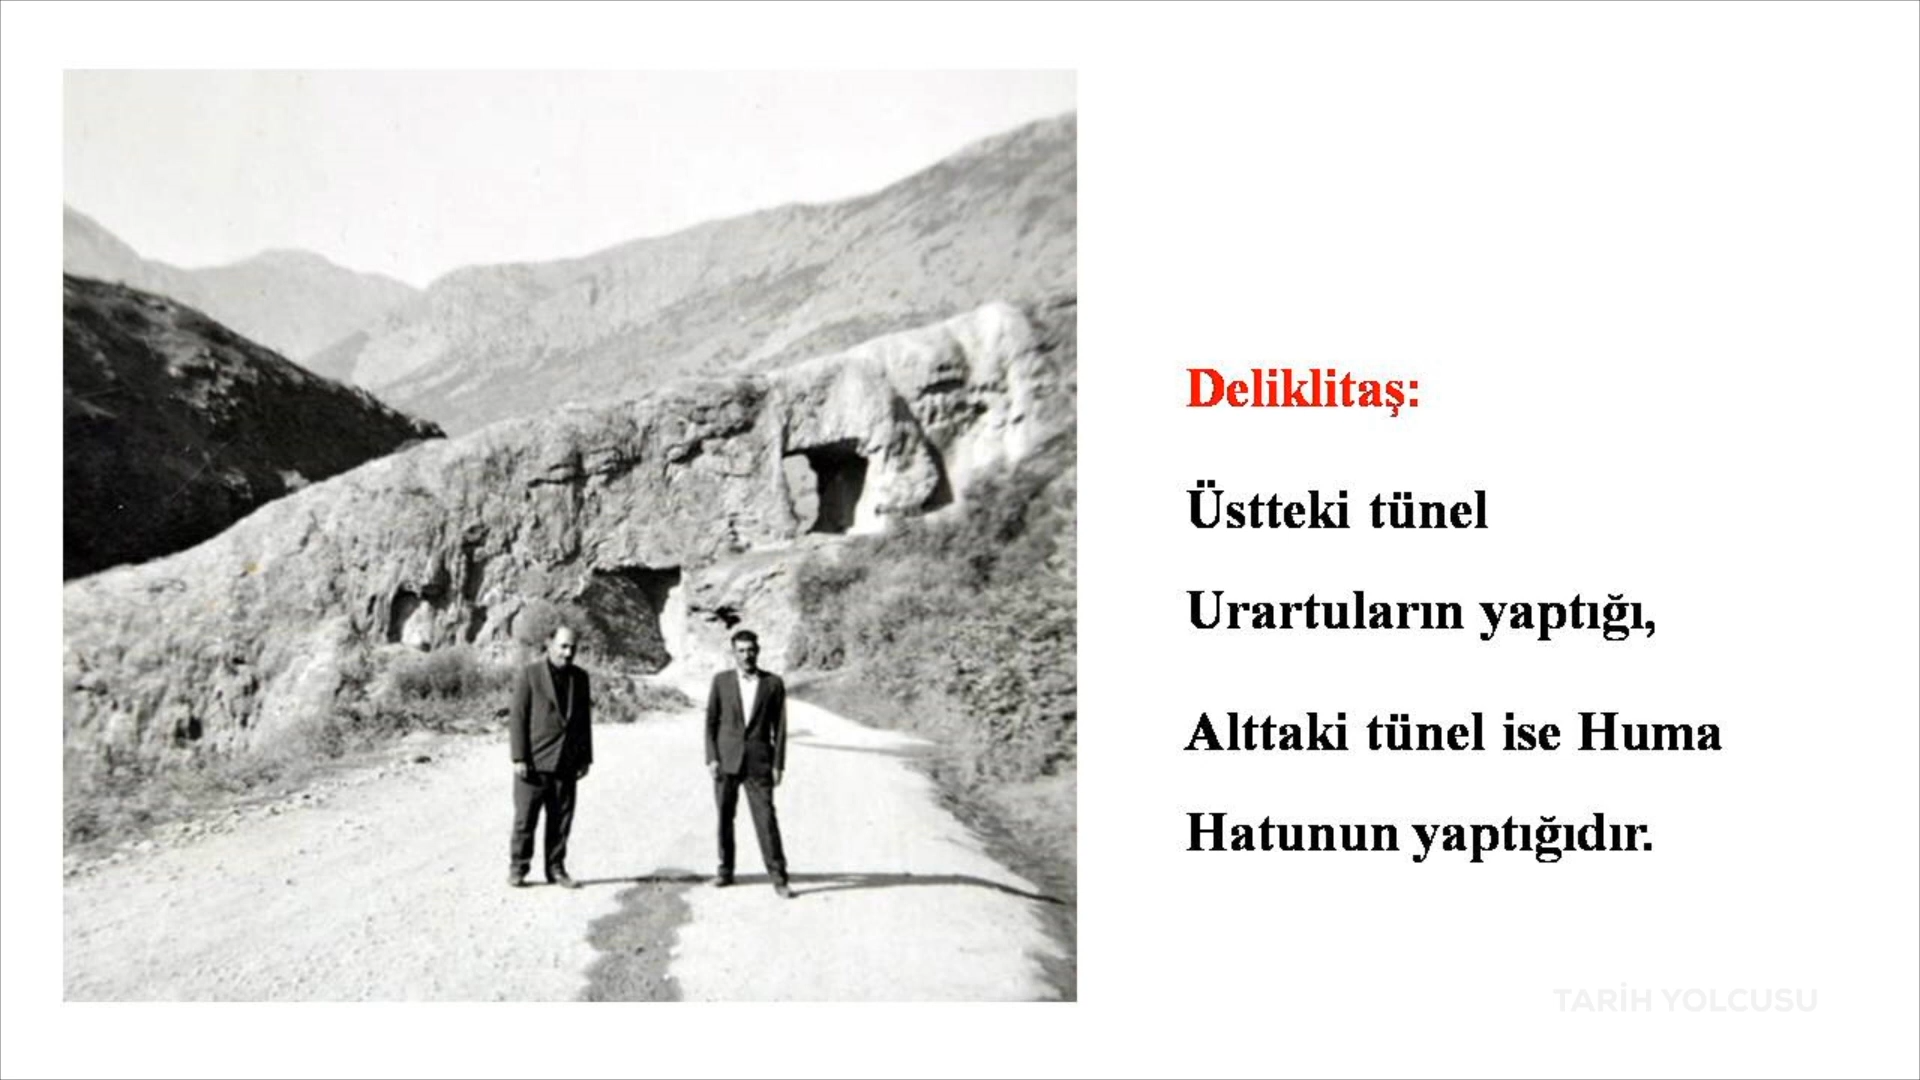 Deliklitaş:
Üstteki tünel
Urartuların yaptığı,
Alttaki tünel ise Huma
Hatunun yaptığıdır.
TARİH YOLCUSU